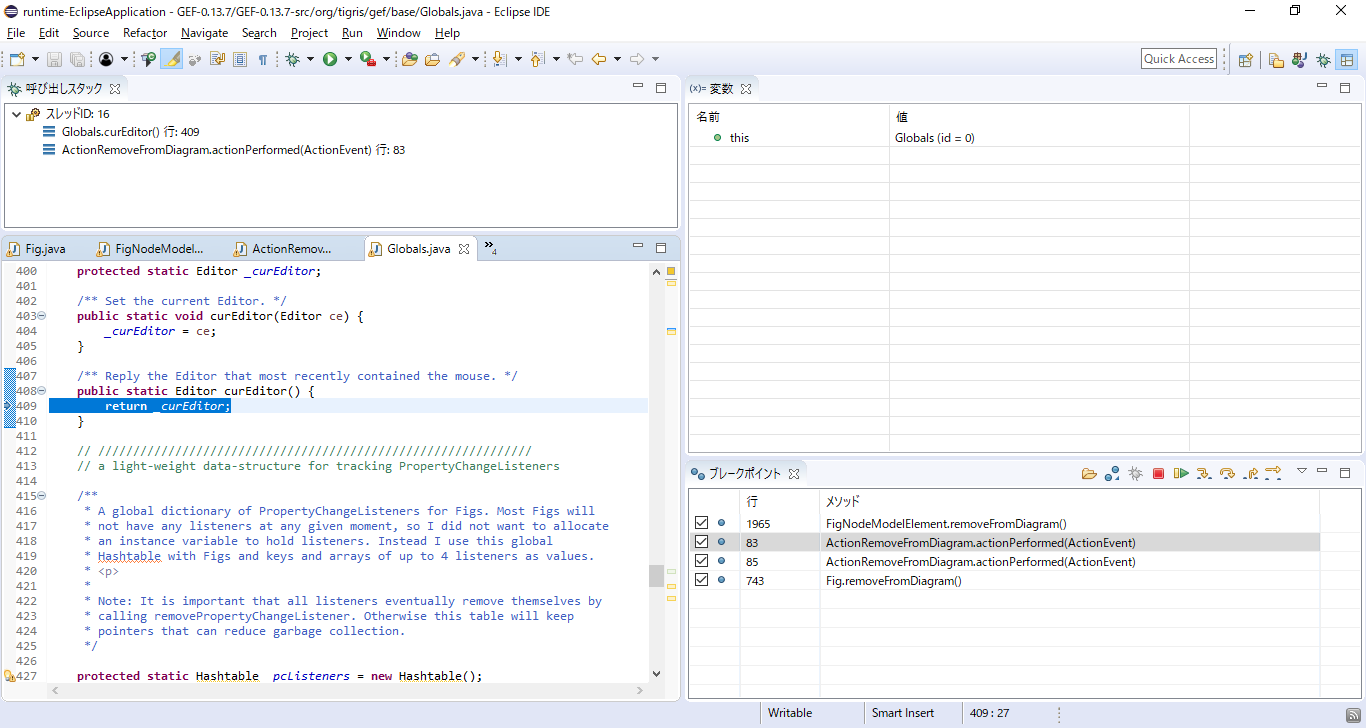 runtime-EclipseApplication - GEF-0.13.7/GEF-0.13.7-src/org/tigris/gef/base/Globals.java - Eclipse IDE
File Edit Source Refactor Navigate Search Project Run Window Help
Quick Access
呼び出しスタック
スレッドID: 16
Globals.curEditor() 行: 409
ActionRemoveFromDiagram.actionPerformed(ActionEvent) 行: 83
(x)= 変数
名前 値
this Globals (id = 0)
Fig.java FigNodeModel... ActionRemov... Globals.java »4
400 protected static Editor _curEditor;
401
402 /** Set the current Editor. */
403 public static void curEditor(Editor ce) {
404 _curEditor = ce;
405 }
406
407 /** Reply the Editor that most recently contained the mouse. */
408 public static Editor curEditor() {
409 return _curEditor;
410 }
411
412 // //////////////////////////////////////////////////////////////
413 // a light-weight data-structure for tracking PropertyChangeListeners
414
415 /**
416 * A global dictionary of PropertyChangeListeners for Figs. Most Figs will
417 * not have any listeners at any given moment, so I did not want to allocate
418 * an instance variable to hold listeners. Instead I use this global
419 * Hashtable with Figs and keys and arrays of up to 4 listeners as values.
420 * <p>
421 *
422 * Note: It is important that all listeners eventually remove themselves by
423 * calling removePropertyChangeListener. Otherwise this table will keep
424 * pointers that can reduce garbage collection.
425 */
426
427 protected static Hashtable _pcListeners = new Hashtable();
ブレークポイント
行 メソッド
1965 FigNodeModelElement.removeFromDiagram()
83 ActionRemoveFromDiagram.actionPerformed(ActionEvent)
85 ActionRemoveFromDiagram.actionPerformed(ActionEvent)
743 Fig.removeFromDiagram()
Writable Smart Insert 409 : 27